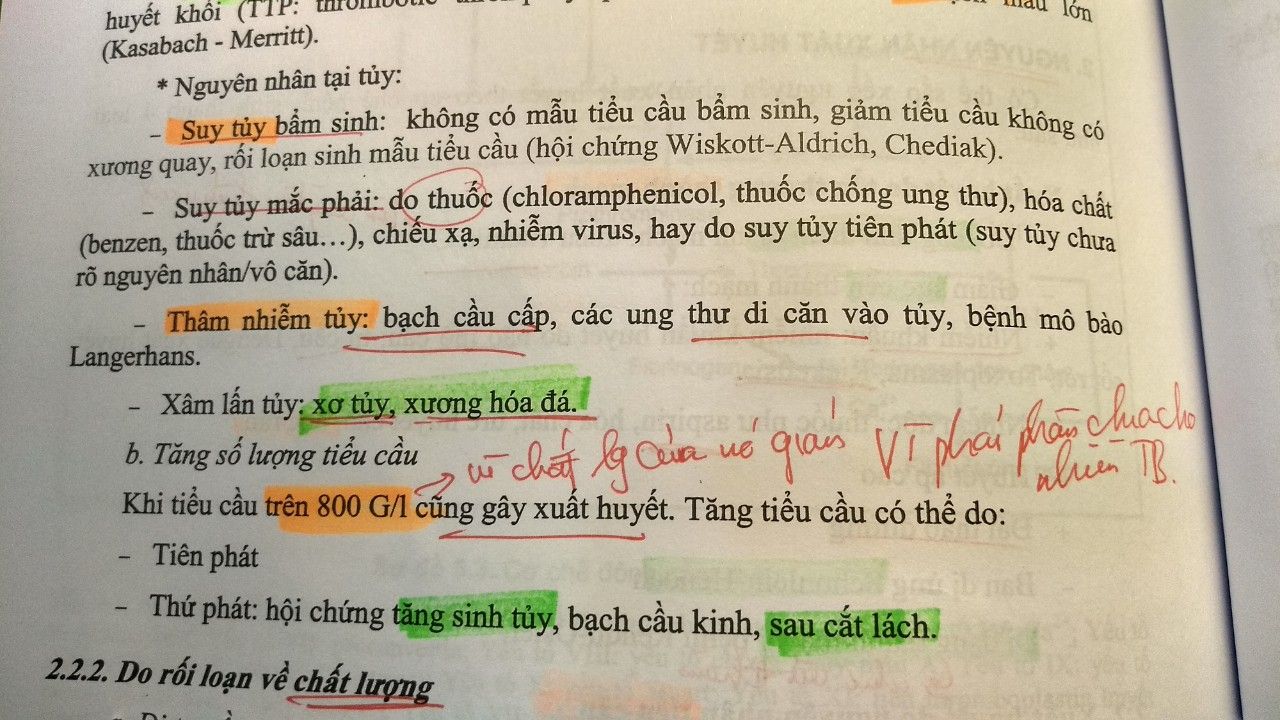 huyết khối (TTP: thrombotic
máu lớn
(Kasabach - Merritt).
* Nguyên nhân tại tủy:
– Suy tủy bẩm sinh: không có mẫu tiểu cầu bẩm sinh, giảm tiểu cầu không có
xương quay, rối loạn sinh mẫu tiểu cầu (hội chứng Wiskott-Aldrich, Chediak).
– Suy tủy mắc phải: do thuốc (chloramphenicol, thuốc chống ung thư), hóa chất
(benzen, thuốc trừ sâu…), chiếu xạ, nhiễm virus, hay do suy tủy tiên phát (suy tủy chưa
rõ nguyên nhân/vô căn).
– Thâm nhiễm tủy: bạch cầu cấp, các ung thư di căn vào tủy, bệnh mô bào
Langerhans.
– Xâm lấn tủy: xơ tủy, xương hóa đá.
b. Tăng số lượng tiểu cầu
vì chất lg của nó giảm Vì phải phân chia cho
nhiều TB.
Khi tiểu cầu trên 800 G/l cũng gây xuất huyết. Tăng tiểu cầu có thể do:
– Tiên phát
– Thứ phát: hội chứng tăng sinh tủy, bạch cầu kinh, sau cắt lách.
2.2.2. Do rối loạn về chất lượng